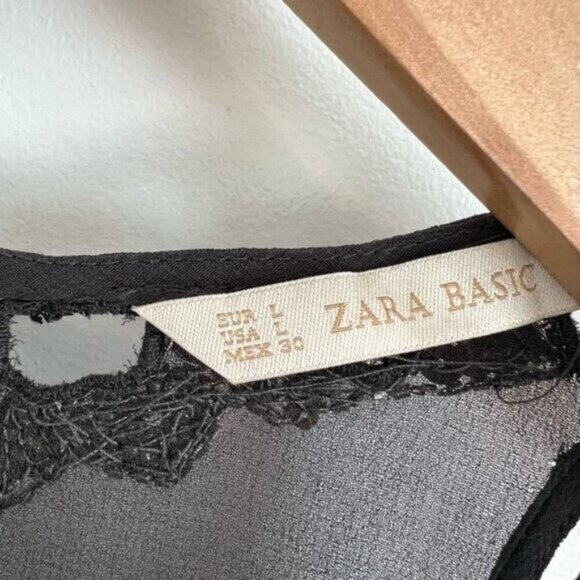 EUR L
USA L
MEX 30
ZARA BASIC